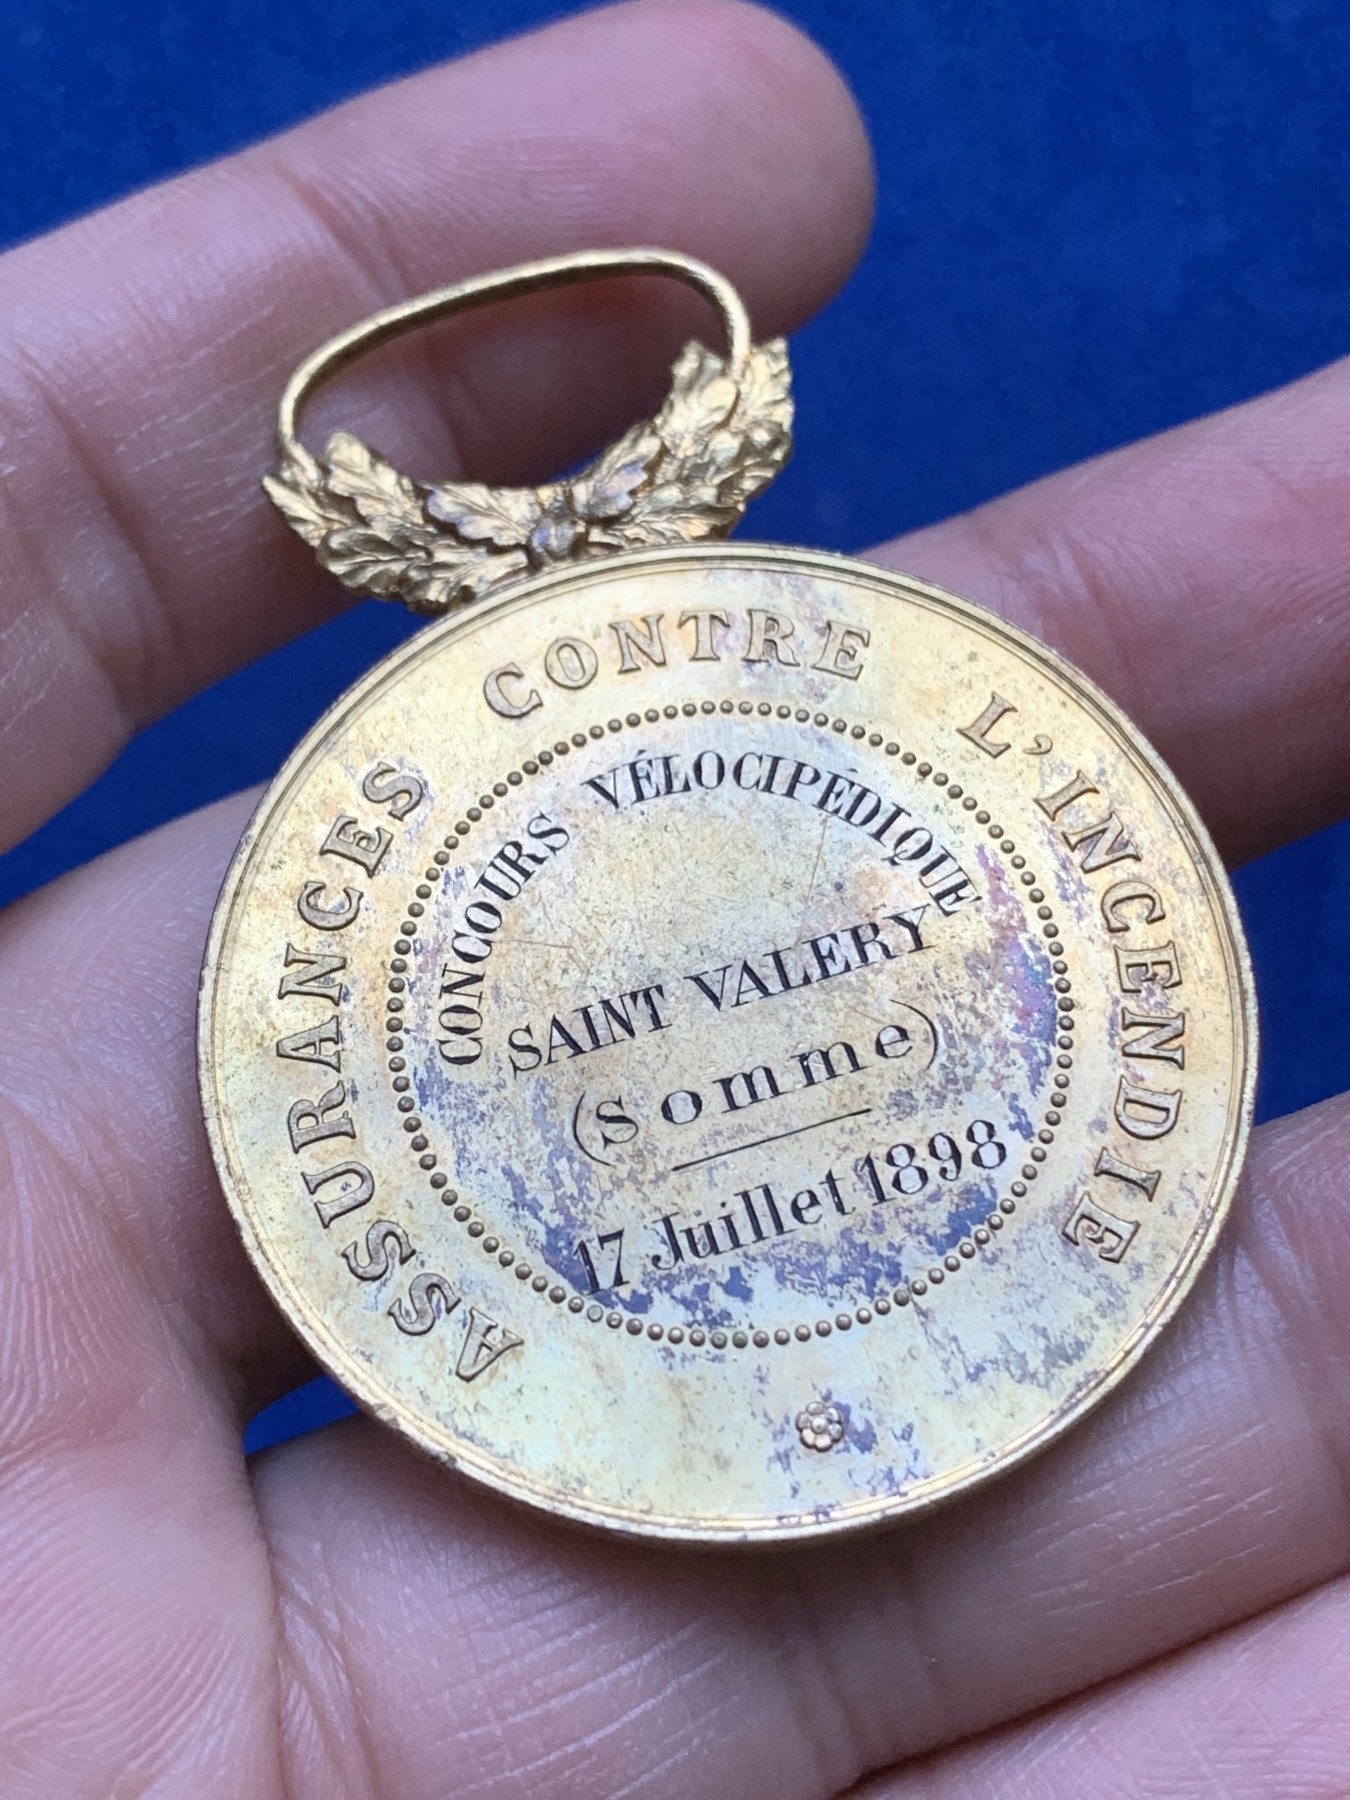 ASSURANCES CONTRE L'INCENDIE
CONCOURS VÉLOCIPÉDIQUE
SAINT VALERY
(Somme)
17 Juillet 1898